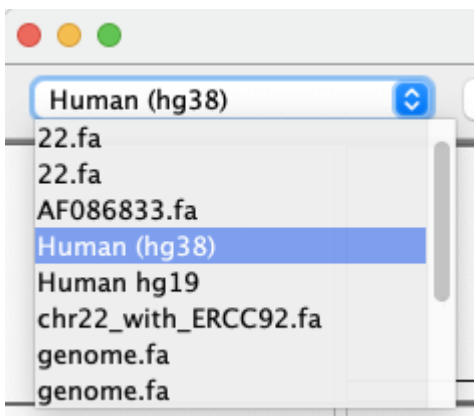 Human (hg38)
22.fa
22.fa
AF086833.fa
Human (hg38)
Human hg19
chr22_with_ERCC92.fa
genome.fa
genome.fa